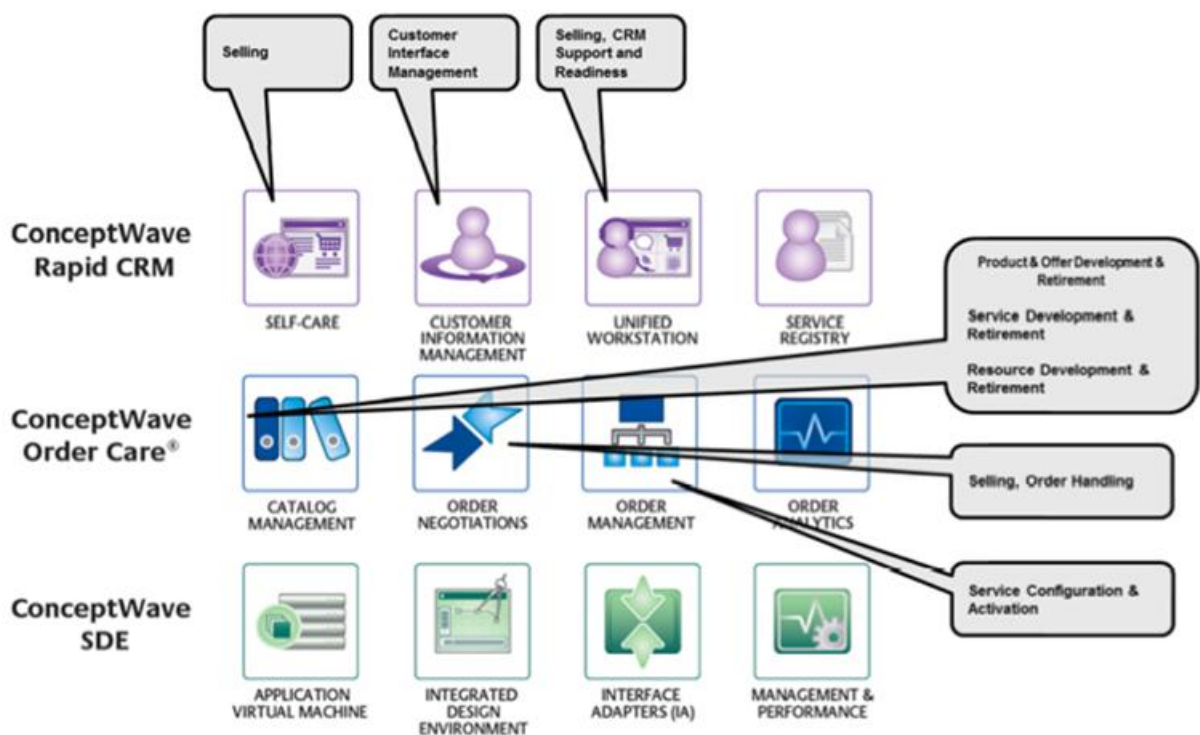 Selling
Customer
Interface
Management
Selling, CRM
Support and
Readiness
ConceptWave
Rapid CRM
SELF-CARE
CUSTOMER
INFORMATION
MANAGEMENT
UNIFIED
WORKSTATION
SERVICE
REGISTRY
Product & Offer Development &
Retirement
Service Development &
Retirement
Resource Development &
Retirement
ConceptWave
Order Care®
CATALOG
MANAGEMENT
ORDER
NEGOTIATIONS
ORDER
MANAGEMENT
ORDER
ANALYTICS
Selling, Order Handling
Service Configuration &
Activation
ConceptWave
SDE
APPLICATION
VIRTUAL MACHINE
INTEGRATED
DESIGN
ENVIRONMENT
INTERFACE
ADAPTERS (IA)
MANAGEMENT &
PERFORMANCE